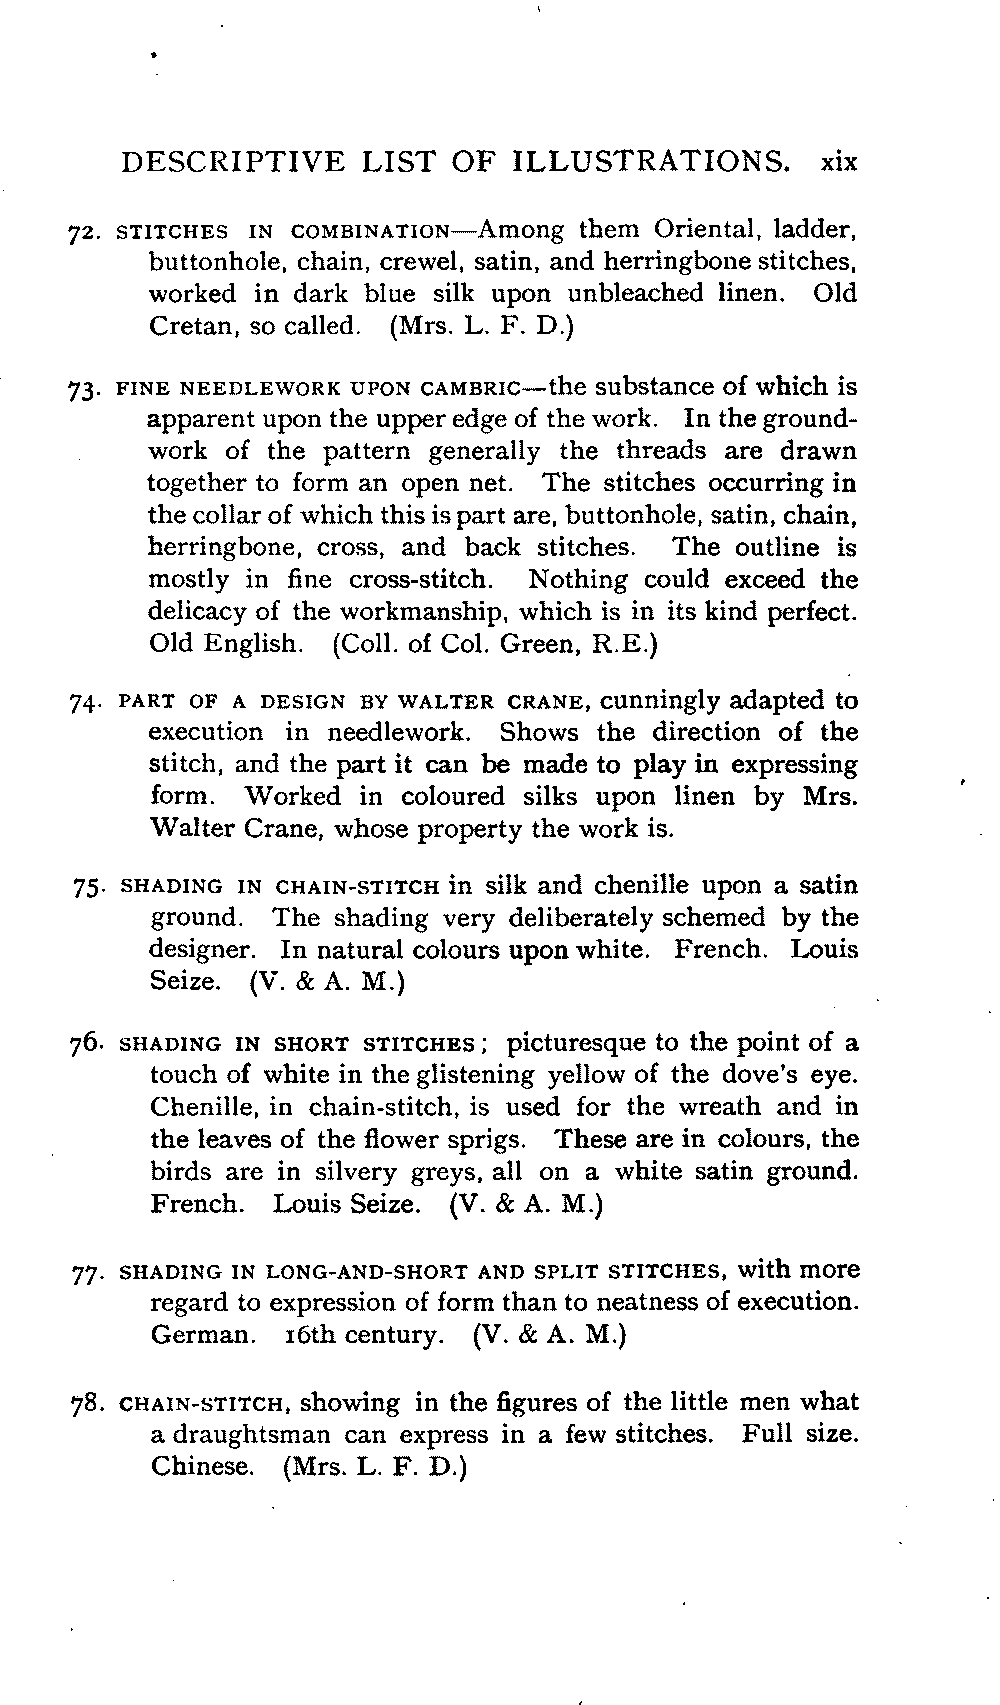 DESCRIPTIVE LIST OF ILLUSTRATIONS. xix
72. STITCHES IN COMBINATION—Among them Oriental, ladder,
buttonhole, chain, crewel, satin, and herringbone stitches,
worked in dark blue silk upon unbleached linen. Old
Cretan, so called. (Mrs. L. F. D.)
73. FINE NEEDLEWORK UPON CAMBRIC—the substance of which is
apparent upon the upper edge of the work. In the ground-
work of the pattern generally the threads are drawn
together to form an open net. The stitches occurring in
the collar of which this is part are, buttonhole, satin, chain,
herringbone, cross, and back stitches. The outline is
mostly in fine cross-stitch. Nothing could exceed the
delicacy of the workmanship, which is in its kind perfect.
Old English. (Coll. of Col. Green, R.E.)
74. PART OF A DESIGN BY WALTER CRANE, cunningly adapted to
execution in needlework. Shows the direction of the
stitch, and the part it can be made to play in expressing
form. Worked in coloured silks upon linen by Mrs.
Walter Crane, whose property the work is.
75. SHADING IN CHAIN-STITCH in silk and chenille upon a satin
ground. The shading very deliberately schemed by the
designer. In natural colours upon white. French. Louis
Seize. (V. & A. M.)
76. SHADING IN SHORT STITCHES; picturesque to the point of a
touch of white in the glistening yellow of the dove's eye.
Chenille, in chain-stitch, is used for the wreath and in
the leaves of the flower sprigs. These are in colours, the
birds are in silvery greys, all on a white satin ground.
French. Louis Seize. (V. & A. M.)
77. SHADING IN LONG-AND-SHORT AND SPLIT STITCHES, with more
regard to expression of form than to neatness of execution.
German. 16th century. (V. & A. M.)
78. CHAIN-STITCH, showing in the figures of the little men what
a draughtsman can express in a few stitches. Full size.
Chinese. (Mrs. L. F. D.)